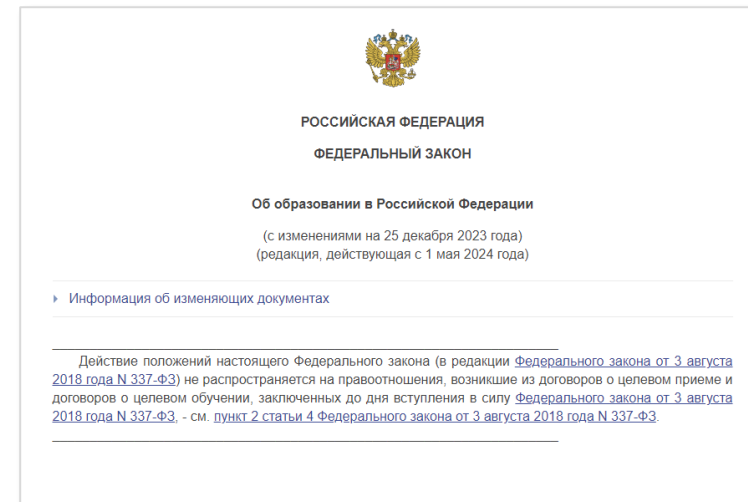 РОССИЙСКАЯ ФЕДЕРАЦИЯ
ФЕДЕРАЛЬНЫЙ ЗАКОН
Об образовании в Российской Федерации
(с изменениями на 25 декабря 2023 года)
(редакция, действующая с 1 мая 2024 года)
Информация об изменяющих документах
Действие положений настоящего Федерального закона (в редакции Федерального закона от 3 августа
2018 года N 337-ФЗ) не распространяется на правоотношения, возникшие из договоров о целевом приеме и
договоров о целевом обучении, заключенных до дня вступления в силу Федерального закона от 3 августа
2018 года N 337-ФЗ, - см. пункт 2 статьи 4 Федерального закона от 3 августа 2018 года N 337-ФЗ.